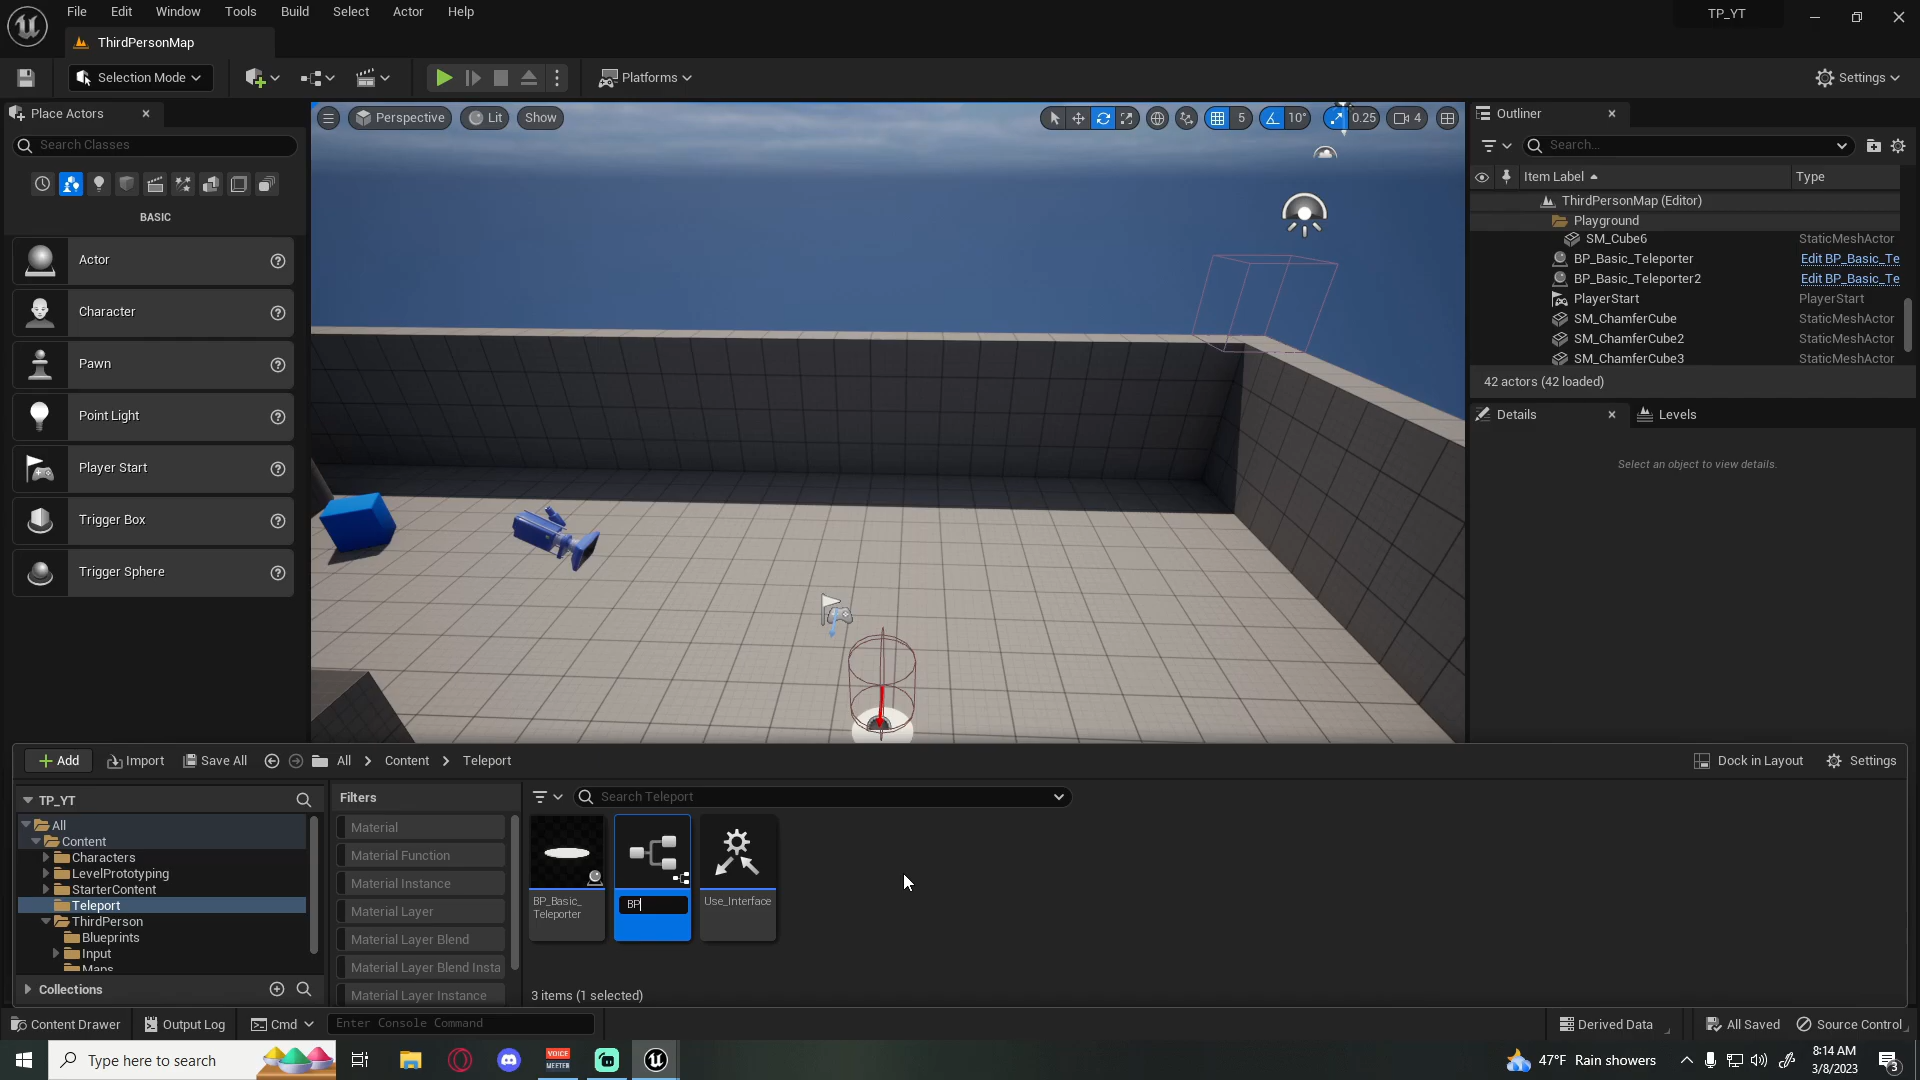 File Edit Window Tools Build Select Actor Help
TP_YT
ThirdPersonMap
Selection Mode
Platforms
Settings
Place Actors
Search Classes
BASIC
Actor
Character
Pawn
Point Light
Player Start
Trigger Box
Trigger Sphere
Perspective Lit Show
5 10° 0.25 4
Outliner
Search...
Item Label Type
ThirdPersonMap (Editor)
Playground
SM_Cube6 StaticMeshActor
BP_Basic_Teleporter Edit BP_Basic_Te
BP_Basic_Teleporter2 Edit BP_Basic_Te
PlayerStart PlayerStart
SM_ChamferCube StaticMeshActor
SM_ChamferCube2 StaticMeshActor
SM_ChamferCube3 StaticMeshActor
42 actors (42 loaded)
Details Levels
Select an object to view details.
Add Import Save All All Content Teleport
Dock in Layout Settings
TP_YT
All
Content
Characters
LevelPrototyping
StarterContent
Teleport
ThirdPerson
Blueprints
Input
Maps
Collections
Filters
Material
Material Function
Material Instance
Material Layer
Material Layer Blend
Material Layer Blend Insta
Material Layer Instance
Search Teleport
BP_Basic_
Teleporter
BP
Use_Interface
3 items (1 selected)
Content Drawer Output Log Cmd Enter Console Command
Derived Data All Saved Source Control
Type here to search
VOICE
MEETER
47°F Rain showers
8:14 AM
3/8/2023
3